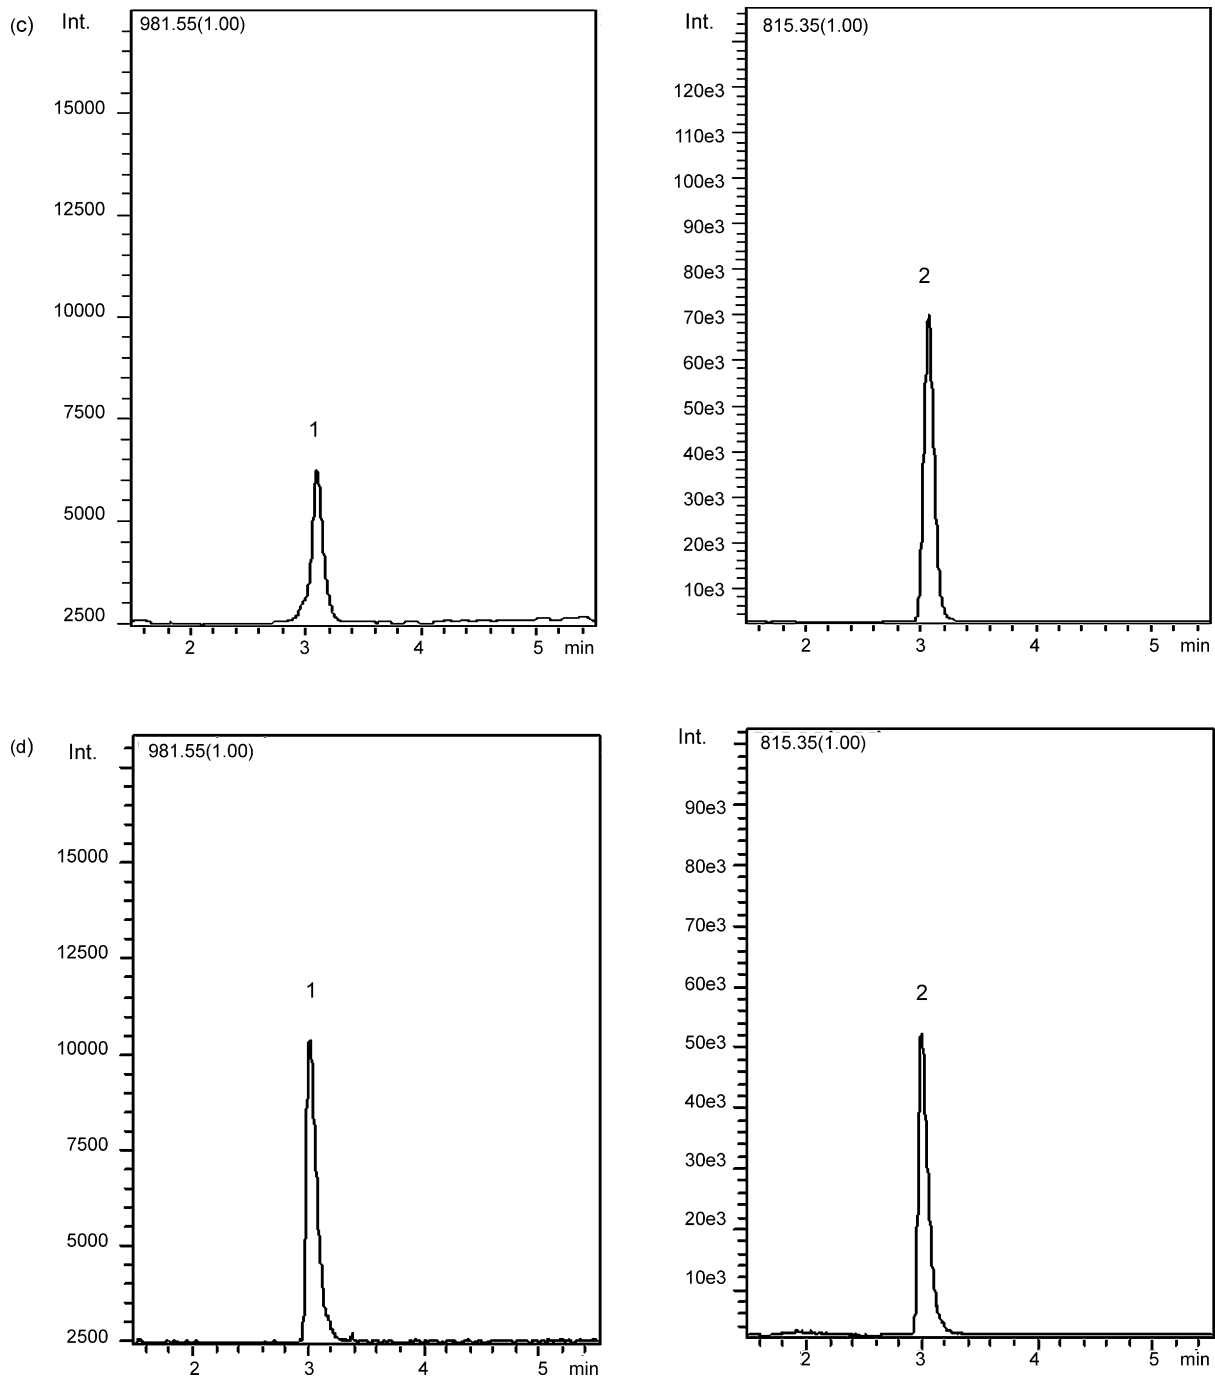 (c)
Int.
981.55(1.00)
15000
12500
10000
7500
5000
2500
1
2 3 4 5 min
Int.
815.35(1.00)
120e3
110e3
100e3
90e3
80e3
70e3
60e3
50e3
40e3
30e3
20e3
10e3
2
2 3 4 5 min
(d)
Int.
981.55(1.00)
15000
12500
10000
7500
5000
2500
1
2 3 4 5 min
Int.
815.35(1.00)
90e3
80e3
70e3
60e3
50e3
40e3
30e3
20e3
10e3
2
2 3 4 5 min